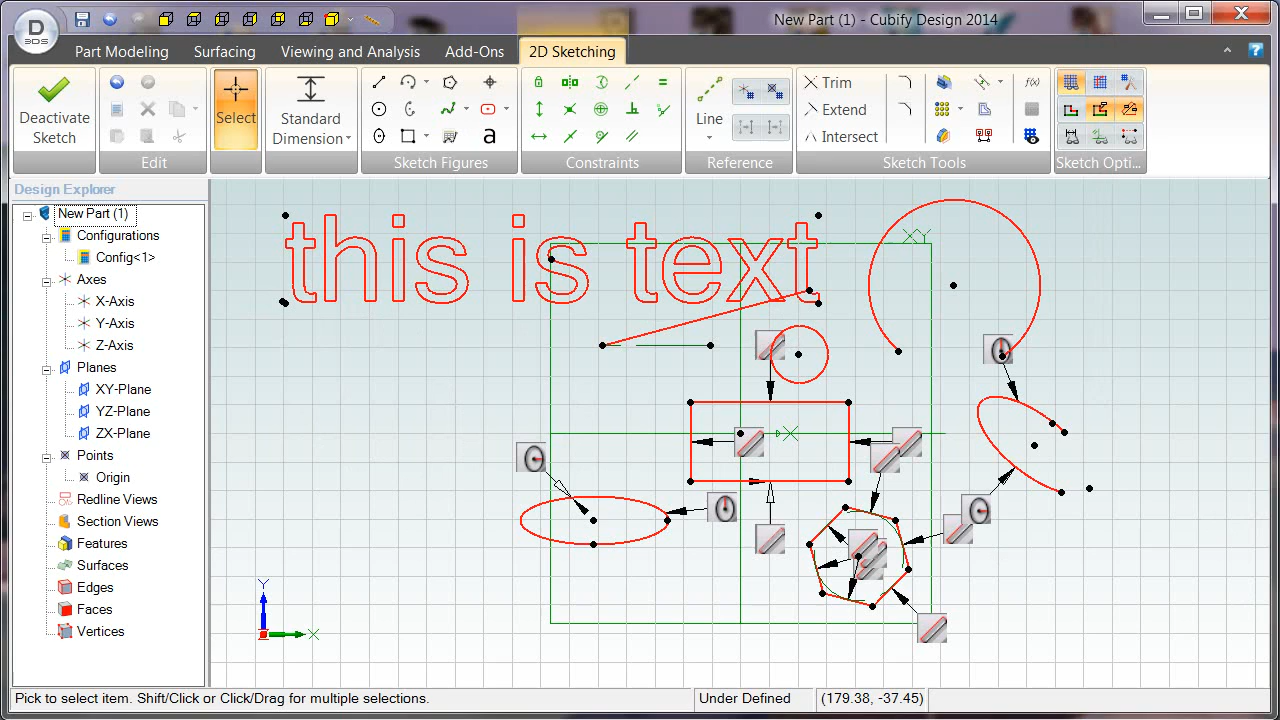 New Part (1) - Cubify Design 2014
D
3DS
Part Modeling Surfacing Viewing and Analysis Add-Ons 2D Sketching
Deactivate Sketch
Edit
Select
Standard Dimension
a
Sketch Figures
Constraints
Line
Reference
Trim
Extend
Intersect
f(x)
Sketch Tools
Sketch Opti...
Design Explorer
New Part (1)
Configurations
Config<1>
Axes
X-Axis
Y-Axis
Z-Axis
Planes
XY-Plane
YZ-Plane
ZX-Plane
Points
Origin
Redline Views
Section Views
Features
Surfaces
Edges
Faces
Vertices
this is text
XY
X
Y
X
Pick to select item. Shift/Click or Click/Drag for multiple selections. Under Defined (179.38, -37.45)